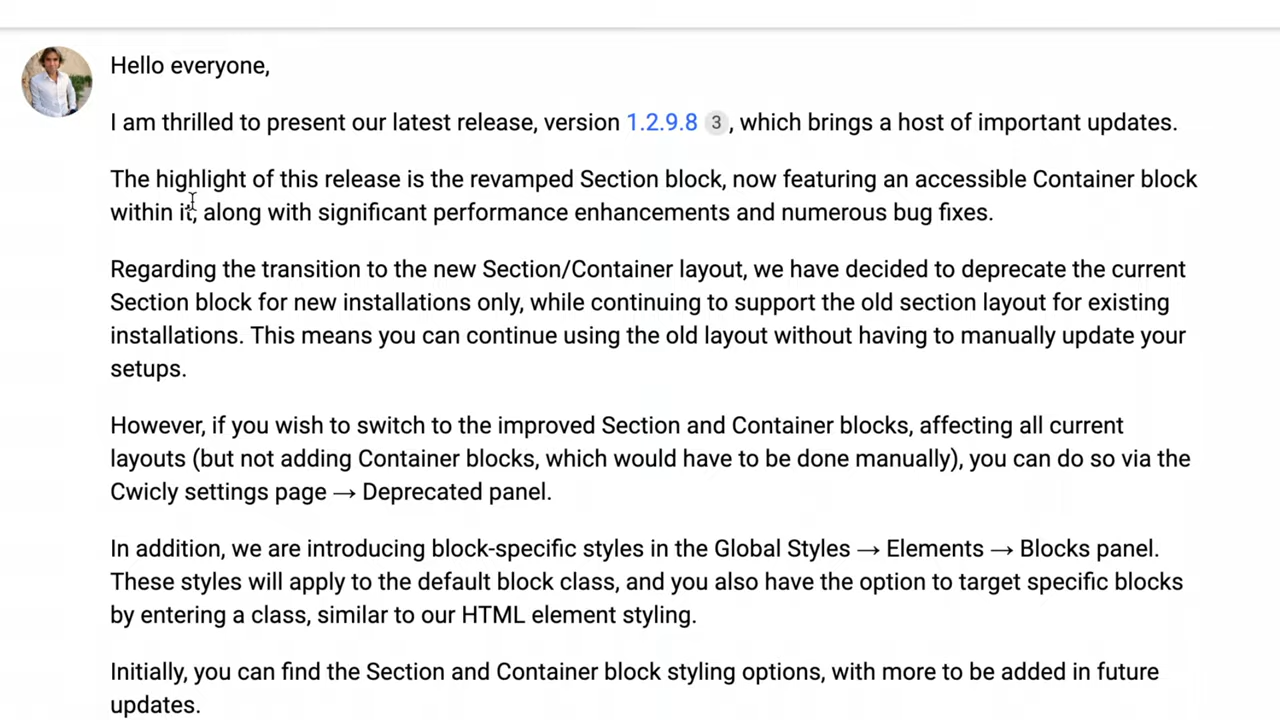 Hello everyone,
I am thrilled to present our latest release, version 1.2.9.8 3 , which brings a host of important updates.
The highlight of this release is the revamped Section block, now featuring an accessible Container block
within it, along with significant performance enhancements and numerous bug fixes.
Regarding the transition to the new Section/Container layout, we have decided to deprecate the current
Section block for new installations only, while continuing to support the old section layout for existing
installations. This means you can continue using the old layout without having to manually update your
setups.
However, if you wish to switch to the improved Section and Container blocks, affecting all current
layouts (but not adding Container blocks, which would have to be done manually), you can do so via the
Cwicly settings page → Deprecated panel.
In addition, we are introducing block-specific styles in the Global Styles → Elements → Blocks panel.
These styles will apply to the default block class, and you also have the option to target specific blocks
by entering a class, similar to our HTML element styling.
Initially, you can find the Section and Container block styling options, with more to be added in future
updates.